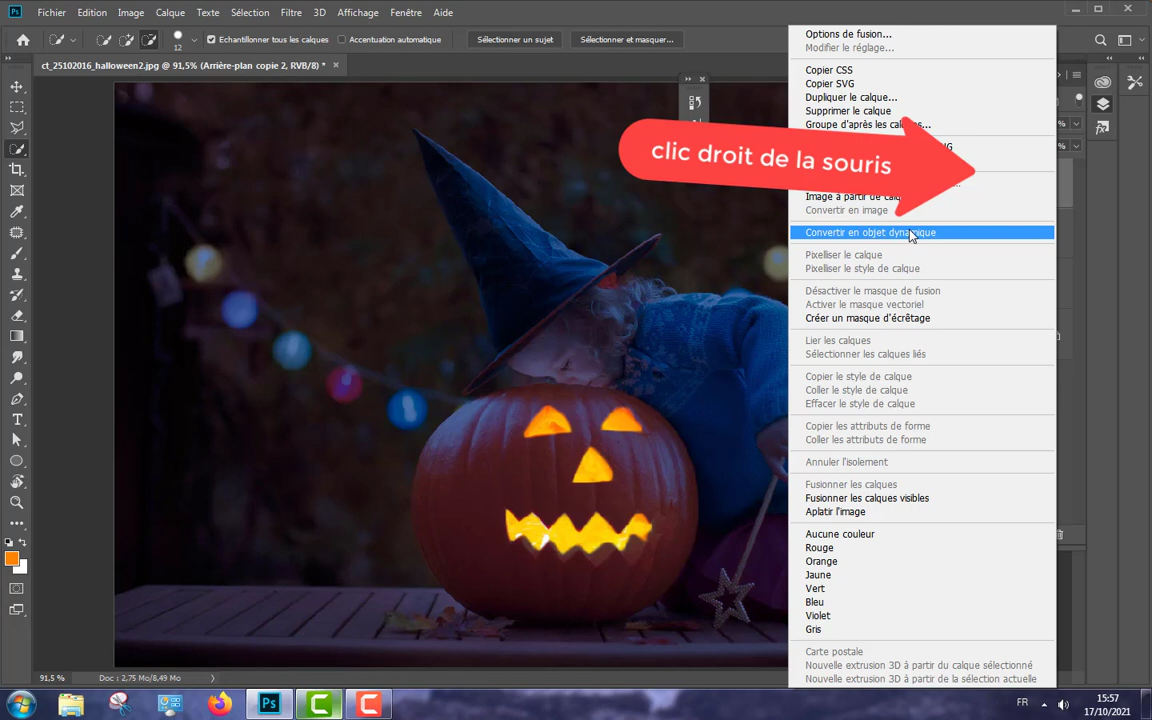 Ps Fichier Edition Image Calque Texte Sélection Filtre 3D Affichage Fenêtre Aide
12 Echantillonner tous les calques Accentuation automatique Sélectionner un sujet Sélectionner et masquer...
ct_25102016_halloween2.jpg @ 91,5% (Arrière-plan copie 2, RVB/8) * ×
Options de fusion...
Modifier le réglage...
Copier CSS
Copier SVG
Dupliquer le calque...
Supprimer le calque
Groupe d'après les calques...
clic droit de la souris
Image à partir de
Convertir en image
Convertir en objet dynamique
Pixelliser le calque
Pixelliser le style de calque
Désactiver le masque de fusion
Activer le masque vectoriel
Créer un masque d'écrêtage
Lier les calques
Sélectionner les calques liés
Copier le style de calque
Coller le style de calque
Effacer le style de calque
Copier les attributs de forme
Coller les attributs de forme
Annuler l'isolement
Fusionner les calques
Fusionner les calques visibles
Aplatir l'image
Aucune couleur
Rouge
Orange
Jaune
Vert
Bleu
Violet
Gris
Carte postale
Nouvelle extrusion 3D à partir du calque sélectionné
Nouvelle extrusion 3D à partir de la sélection actuelle
91,5 % Doc : 2,75 Mo/8,49 Mo
Ps
FR 15:57
17/10/2021